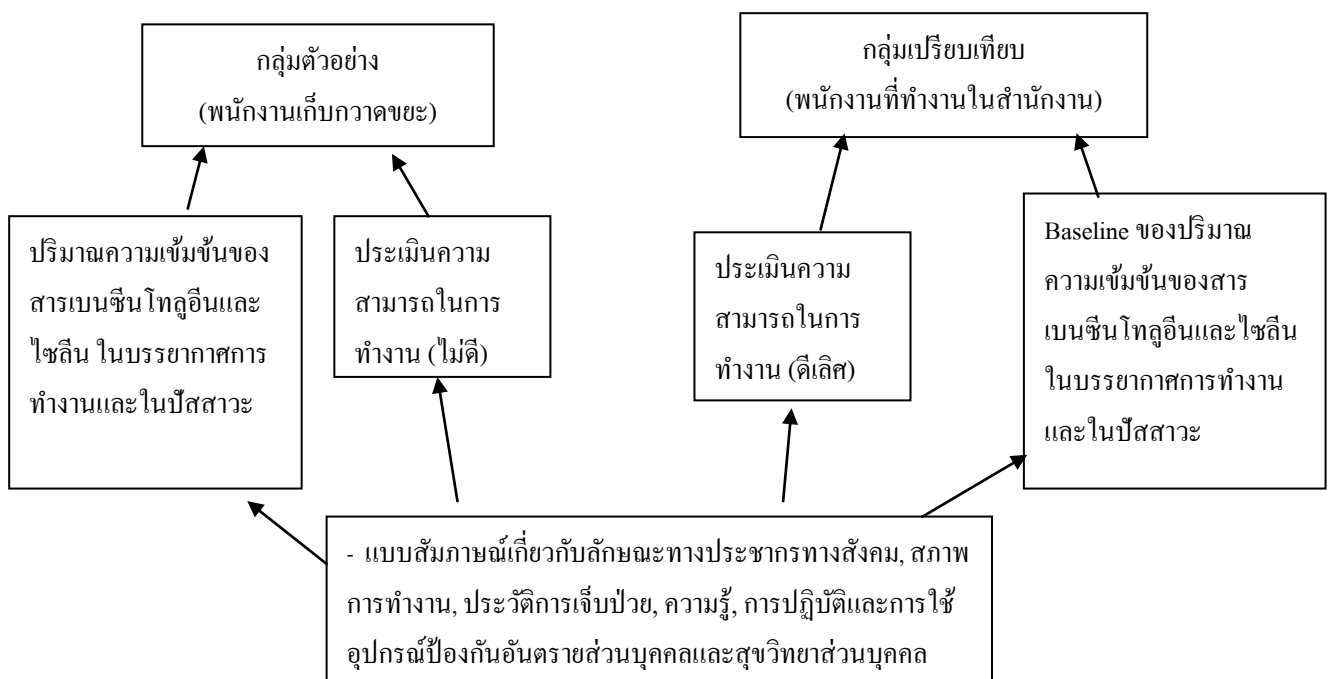 กลุ่มตัวอย่าง
(พนักงานเก็บกวาดขยะ)
กลุ่มเปรียบเทียบ
(พนักงานที่ทำงานในสำนักงาน)
ปริมาณความเข้มข้นของ
สารเบนซีนโทลูอีนและ
ไซลีน ในบรรยากาศการ
ทำงานและในปัสสาวะ
ประเมินความ
สามารถในการ
ทำงาน (ไม่ดี)
ประเมินความ
สามารถในการ
ทำงาน (ดีเลิศ)
Baseline ของปริมาณ
ความเข้มข้นของสาร
เบนซีนโทลูอีนและไซลีน
ในบรรยากาศการทำงาน
และในปัสสาวะ
- แบบสัมภาษณ์เกี่ยวกับลักษณะทางประชากรทางสังคม, สภาพ
การทำงาน, ประวัติการเจ็บป่วย, ความรู้, การปฏิบัติและการใช้
อุปกรณ์ป้องกันอันตรายส่วนบุคคลและสุขวิทยาส่วนบุคคล